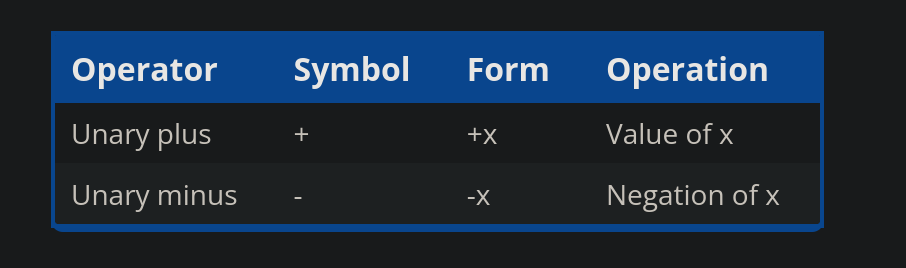 Operator Symbol Form Operation
Unary plus + +x Value of x
Unary minus - -x Negation of x